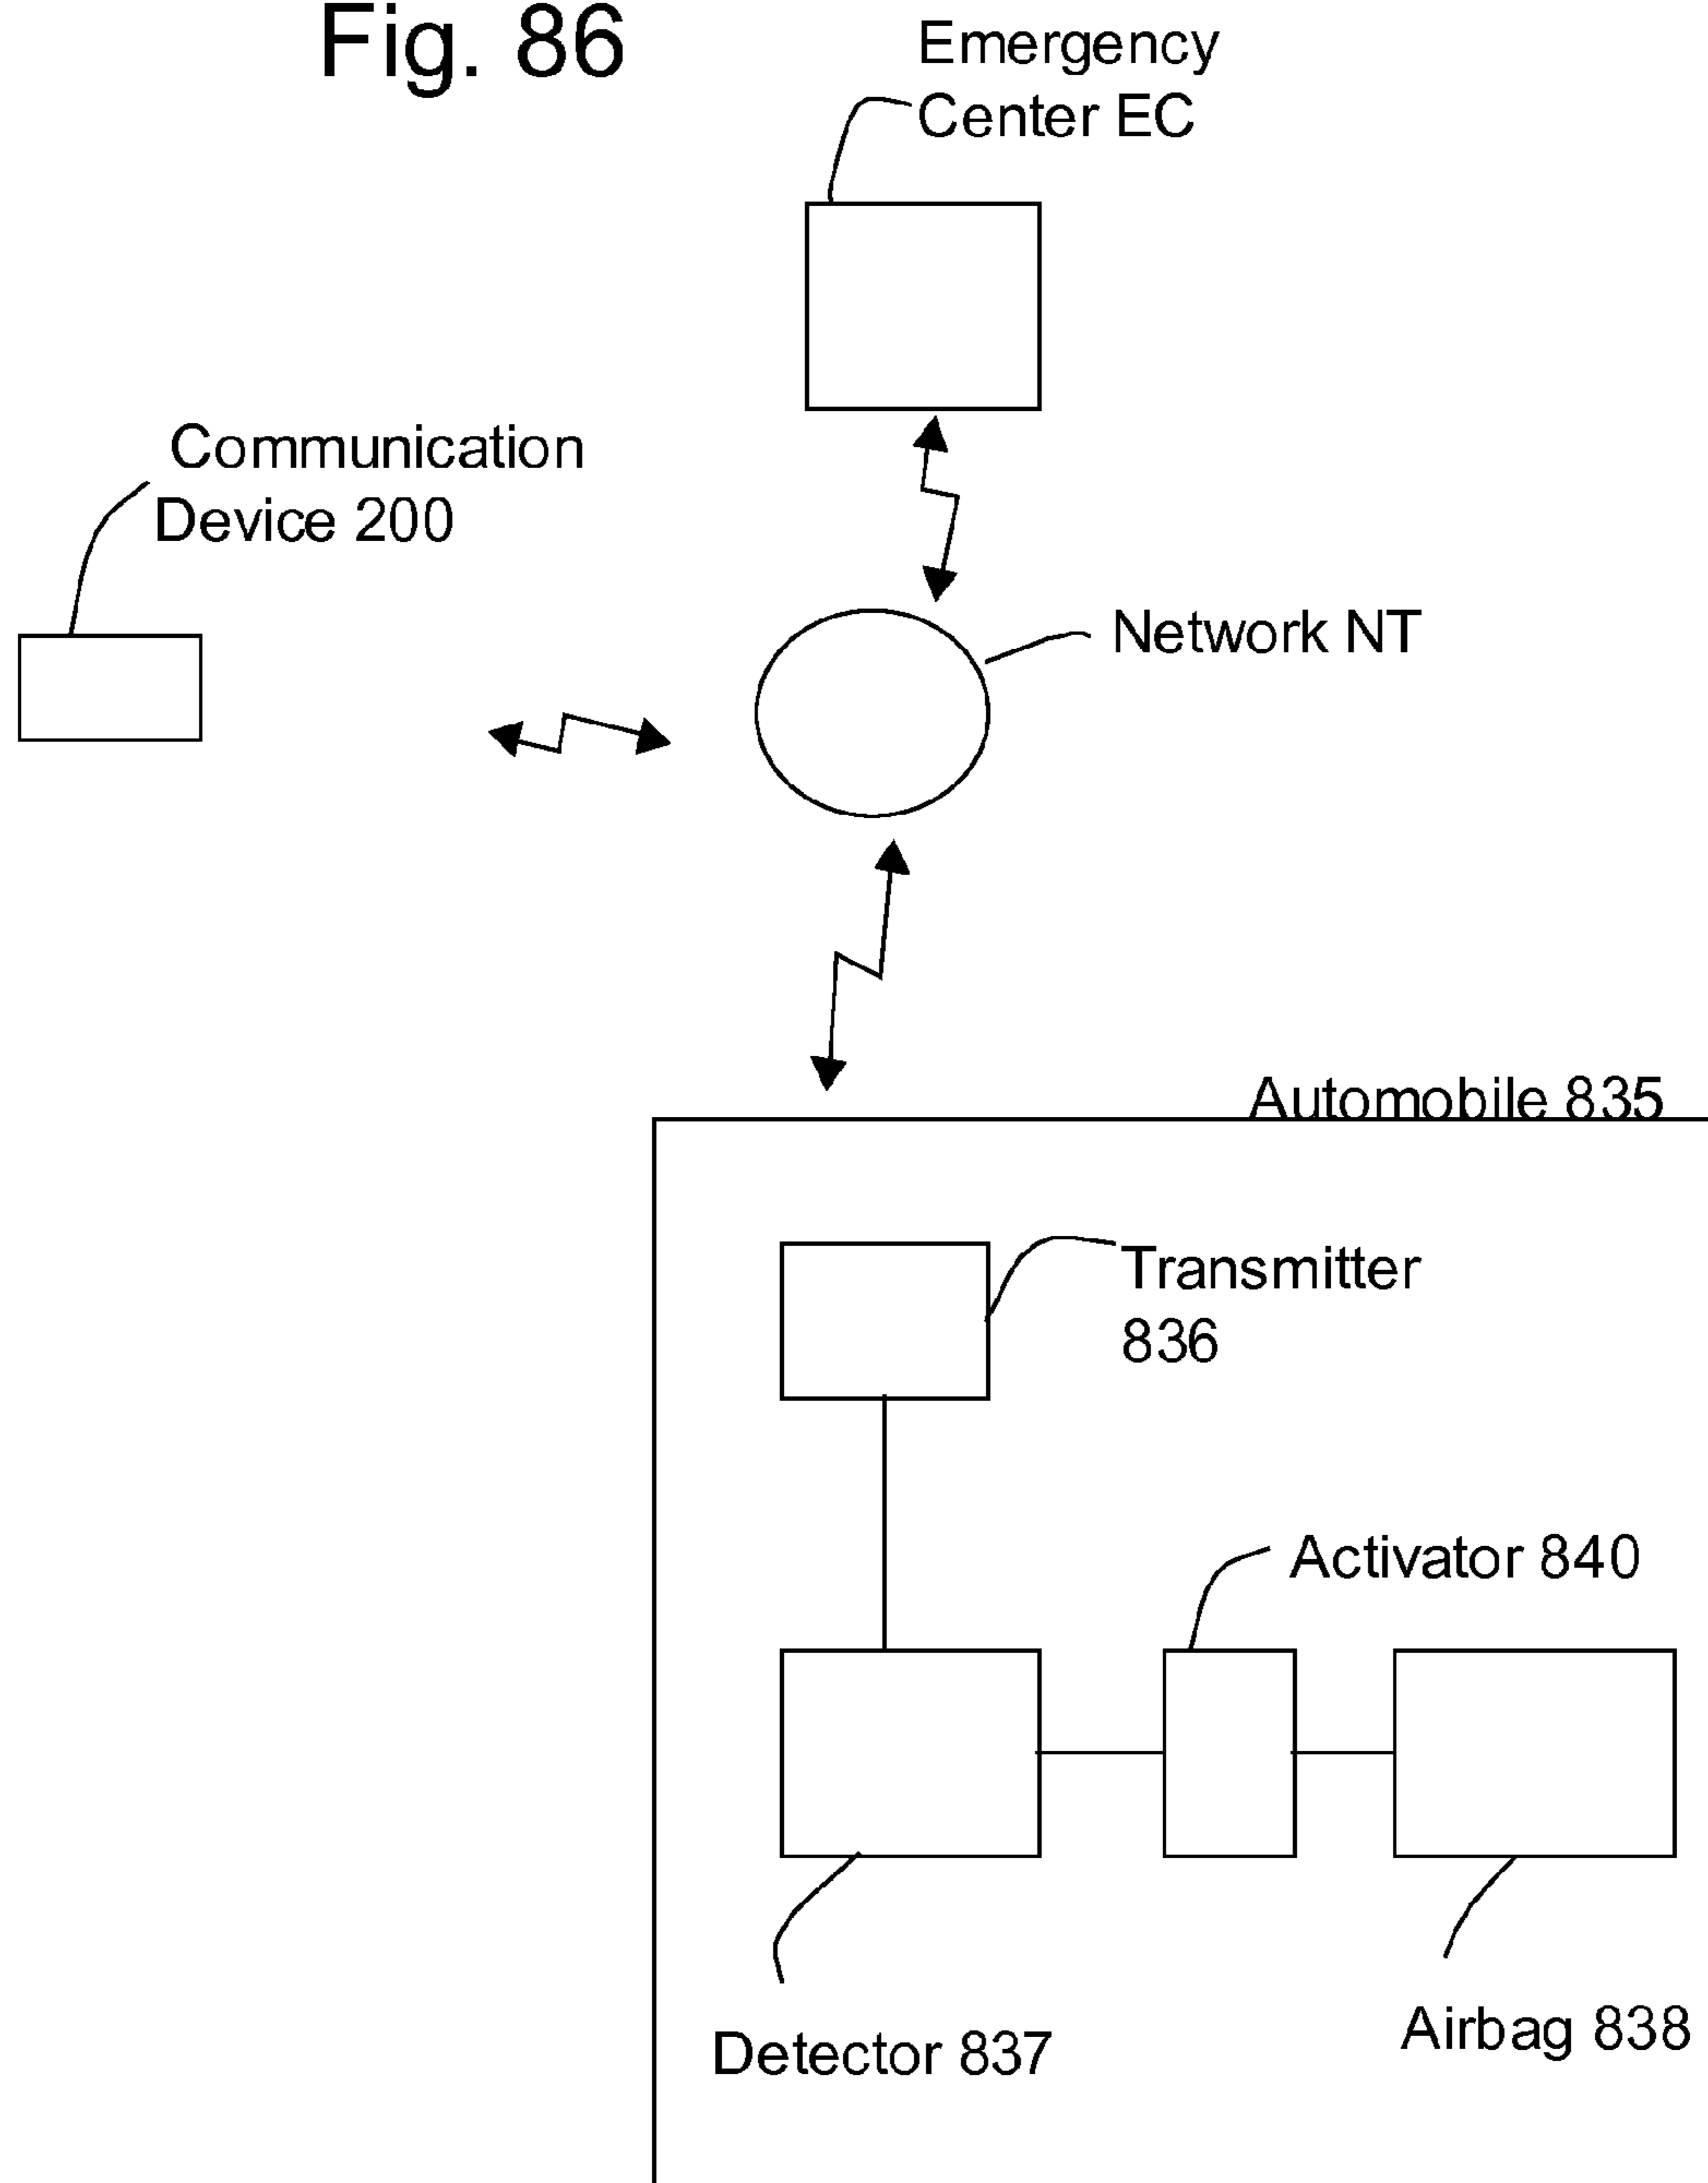 Fig. 86
Emergency
Center EC
Communication
Device 200
Network NT
Automobile 835
Transmitter
836
Activator 840
Detector 837
Airbag 838